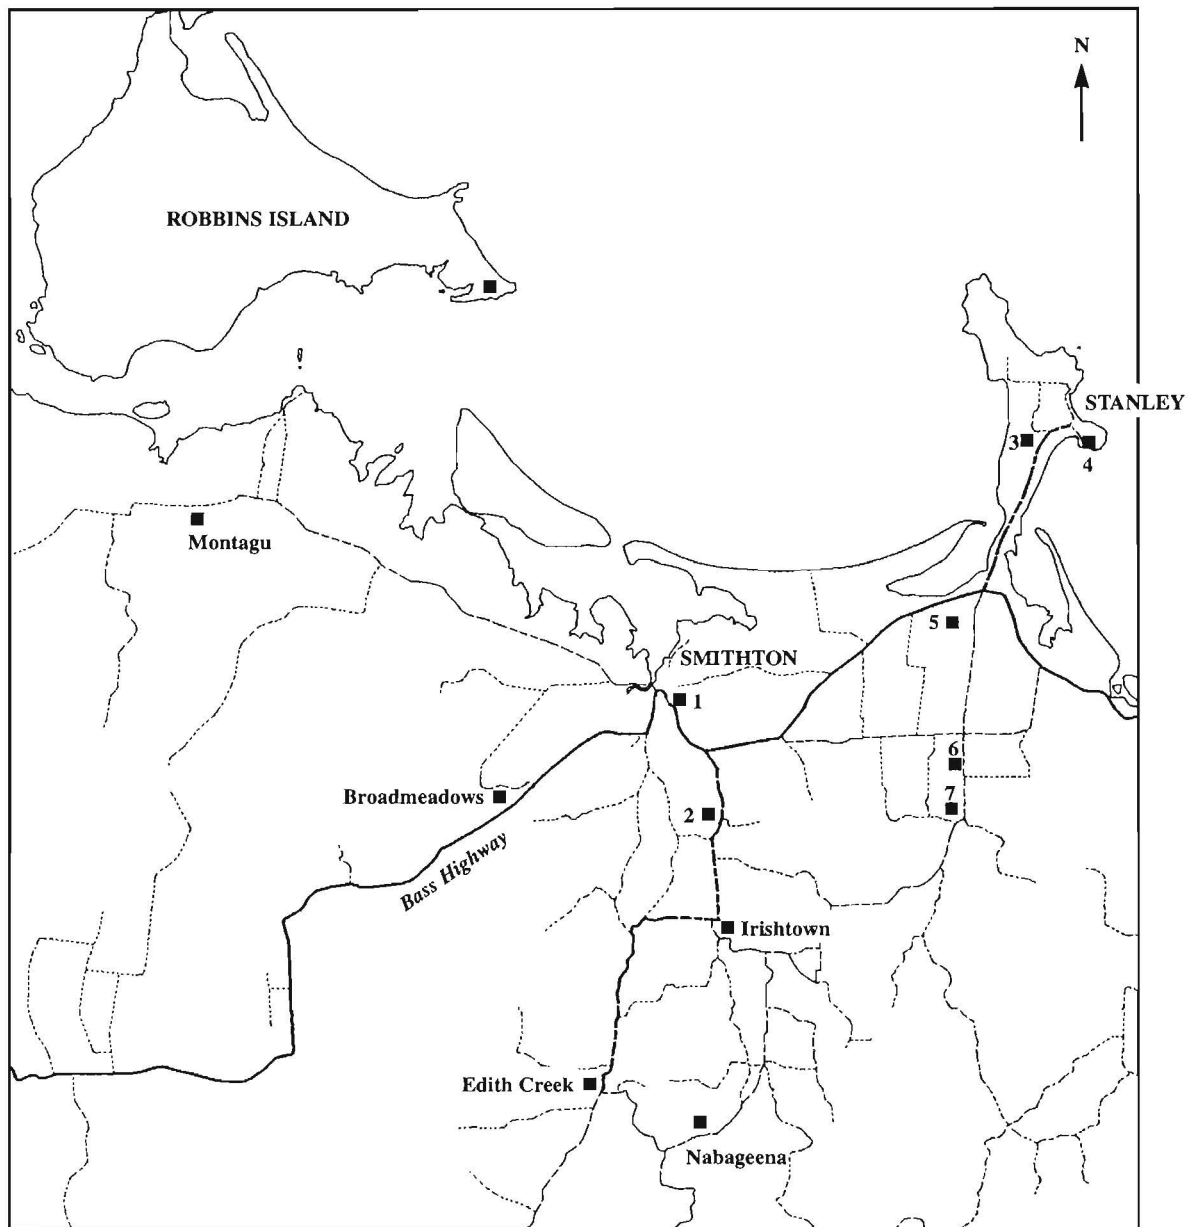 N
ROBBINS ISLAND
STANLEY
3
4
Montagu
5
SMITHTON
1
6
Broadmeadows
7
2
Bass Highway
Irishtown
Edith Creek
Nabageena